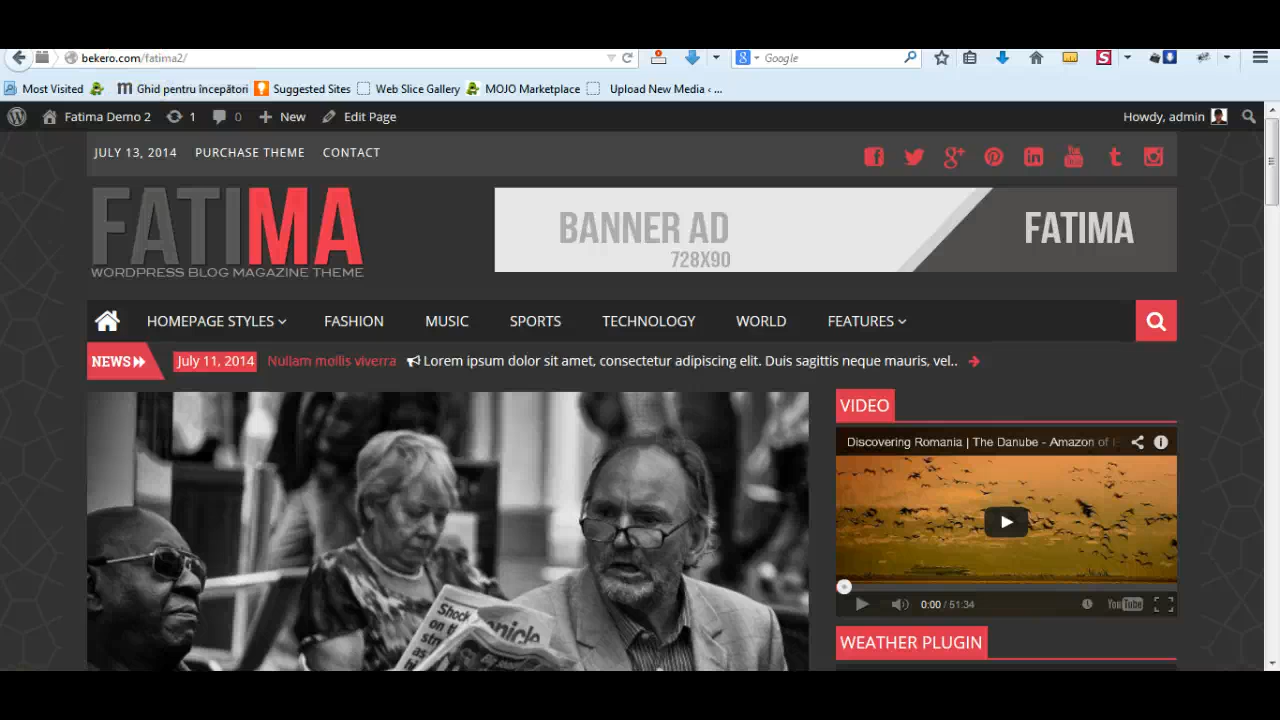 bekero.com/fatima2/
Google
Most Visited
Ghid pentru începători
Suggested Sites
Web Slice Gallery
MOJO Marketplace
Upload New Media ‹ ...
Fatima Demo 2
1
0
New
Edit Page
Howdy, admin
JULY 13, 2014
PURCHASE THEME
CONTACT
FATIMA
WORDPRESS BLOG MAGAZINE THEME
BANNER AD
728X90
FATIMA
HOMEPAGE STYLES
FASHION
MUSIC
SPORTS
TECHNOLOGY
WORLD
FEATURES
NEWS
July 11, 2014
Nullam mollis viverra
Lorem ipsum dolor sit amet, consectetur adipiscing elit. Duis sagittis neque mauris, vel..
VIDEO
Discovering Romania | The Danube - Amazon of
0:00 / 51:34
YouTube
WEATHER PLUGIN
Shock
on th